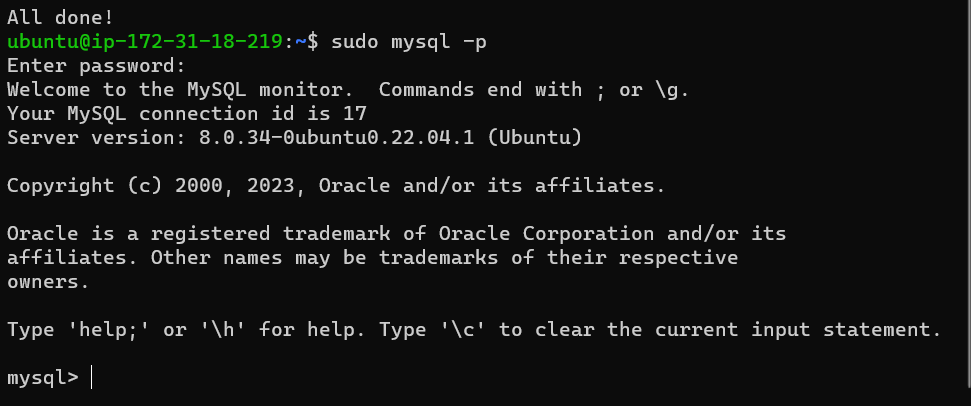 All done!
ubuntu@ip-172-31-18-219:~$ sudo mysql -p
Enter password:
Welcome to the MySQL monitor.  Commands end with ; or \g.
Your MySQL connection id is 17
Server version: 8.0.34-0ubuntu0.22.04.1 (Ubuntu)

Copyright (c) 2000, 2023, Oracle and/or its affiliates.

Oracle is a registered trademark of Oracle Corporation and/or its
affiliates. Other names may be trademarks of their respective
owners.

Type 'help;' or '\h' for help. Type '\c' to clear the current input statement.

mysql>